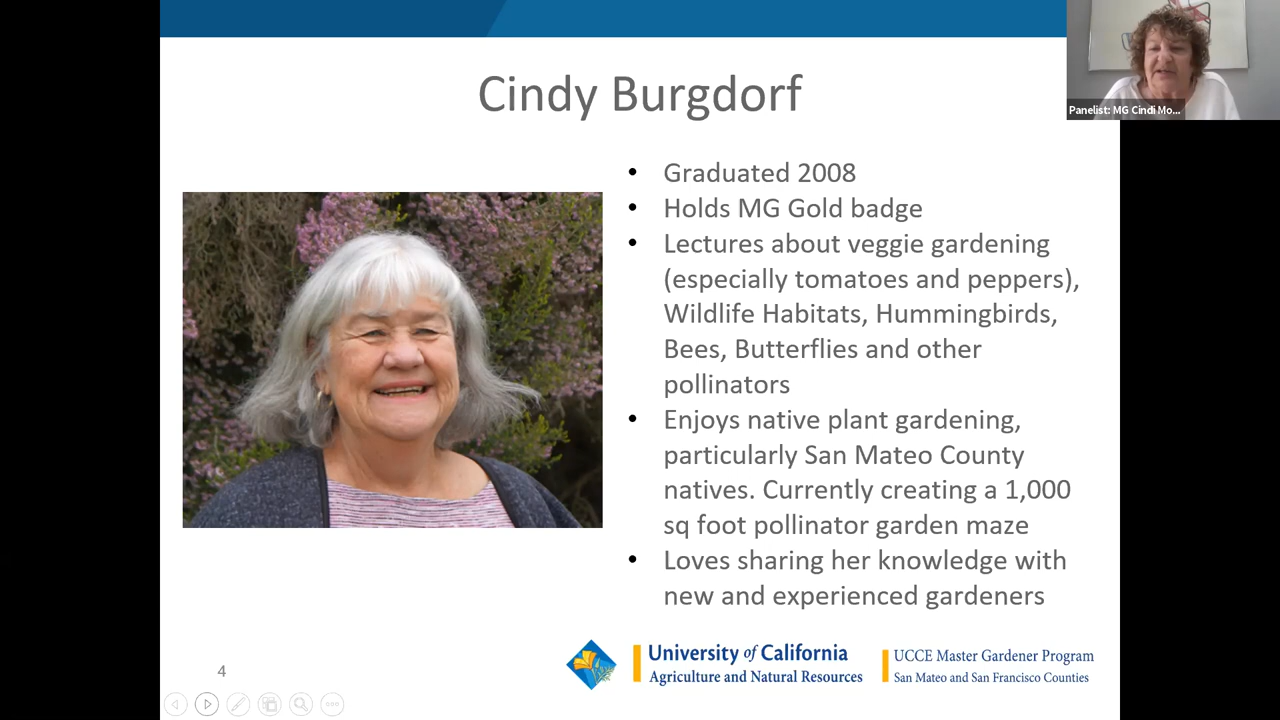 Cindy Burgdorf
Panelist: MG Cindi Mo...
• Graduated 2008
• Holds MG Gold badge
• Lectures about veggie gardening
(especially tomatoes and peppers),
Wildlife Habitats, Hummingbirds,
Bees, Butterflies and other
pollinators
• Enjoys native plant gardening,
particularly San Mateo County
natives. Currently creating a 1,000
sq foot pollinator garden maze
• Loves sharing her knowledge with
new and experienced gardeners
University of California
Agriculture and Natural Resources
UCCE Master Gardener Program
San Mateo and San Francisco Counties
4